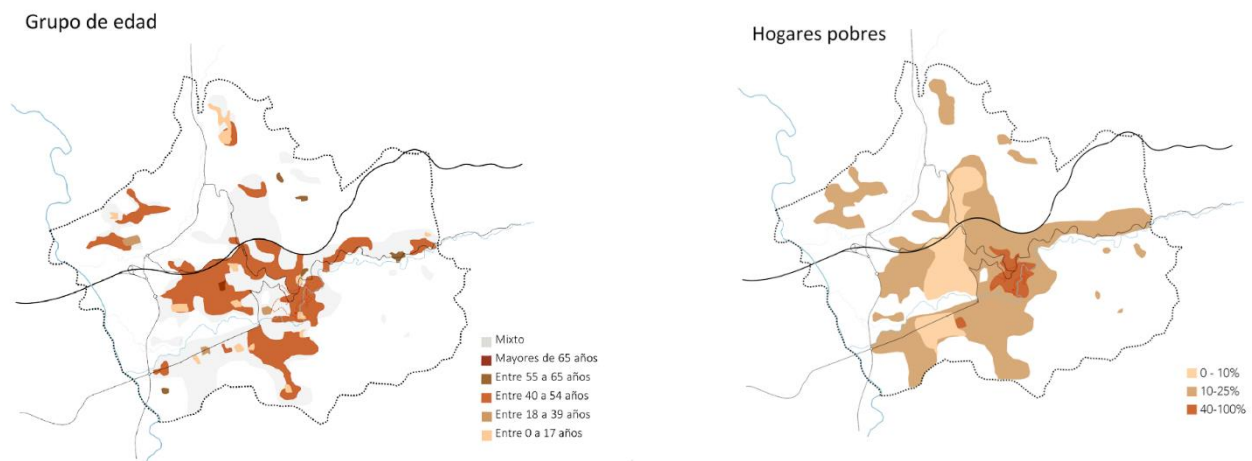 Grupo de edad
Mixto
Mayores de 65 años
Entre 55 a 65 años
Entre 40 a 54 años
Entre 18 a 39 años
Entre 0 a 17 años
Hogares pobres
0 - 10%
10-25%
40-100%